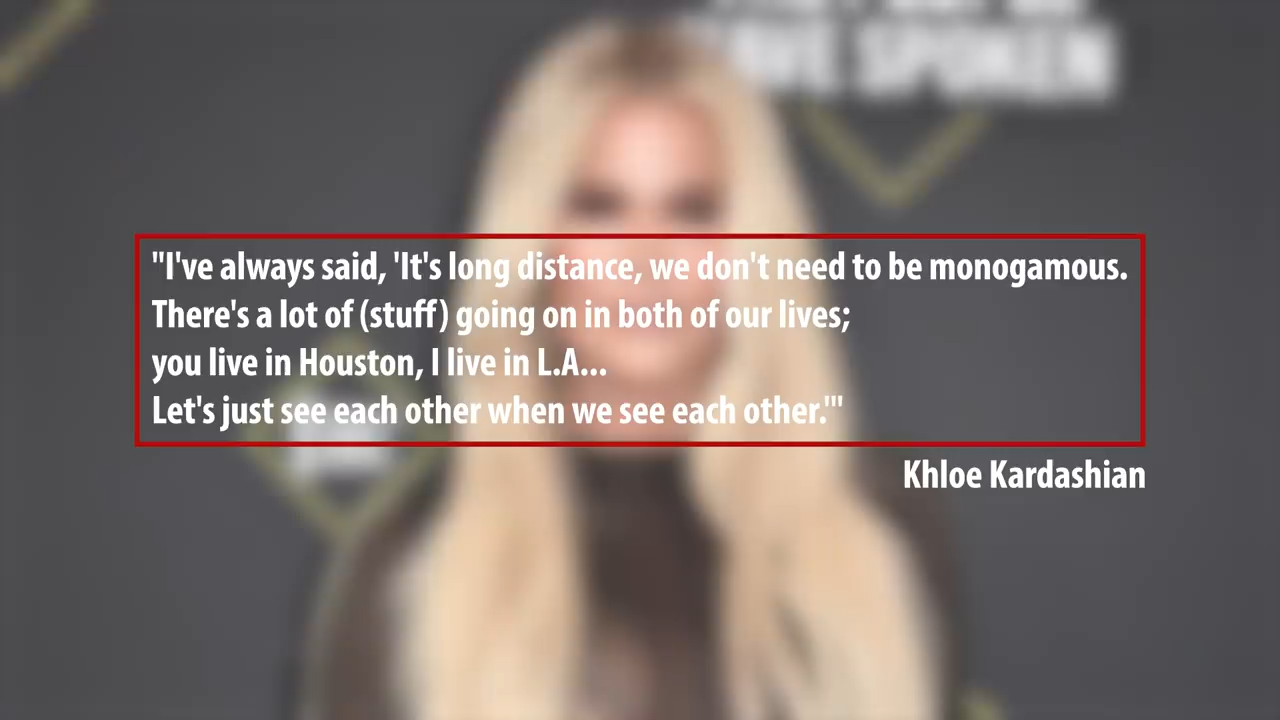 VE SPOKEN
"I've always said, 'It's long distance, we don't need to be monogamous.
There's a lot of (stuff) going on in both of our lives;
you live in Houston, I live in L.A...
Let's just see each other when we see each other.'"
Khloe Kardashian